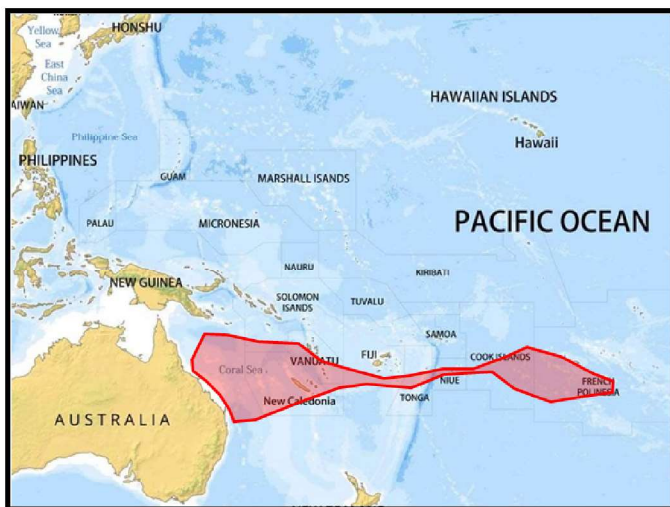 HONSHU
Yellow
Sea
East
China
Sea
AIWAN
HAWAIIAN ISLANDS
Philippine Sea
Hawaii
PHILIPPINES
GUAM
MARSHALL ISANDS
PALAU
MICRONESIA
PACIFIC OCEAN
NAURU
KIRIBATI
NEW GUINEA
SOLOMON
ISANDS
TUVALU
SAMOA
VANUATU
FIJI
COOK ISLANDS
Coral Sea
NIUE
FRENCH
POLINESIA
New Caledonia
TONGA
AUSTRALIA